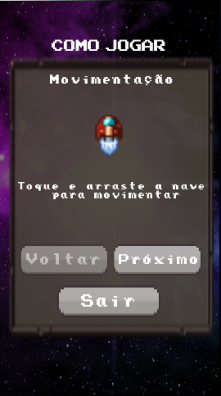 COMO JOGAR
Movimentação
Toque e arraste a nave
para movimentar
Voltar
Próximo
Sair